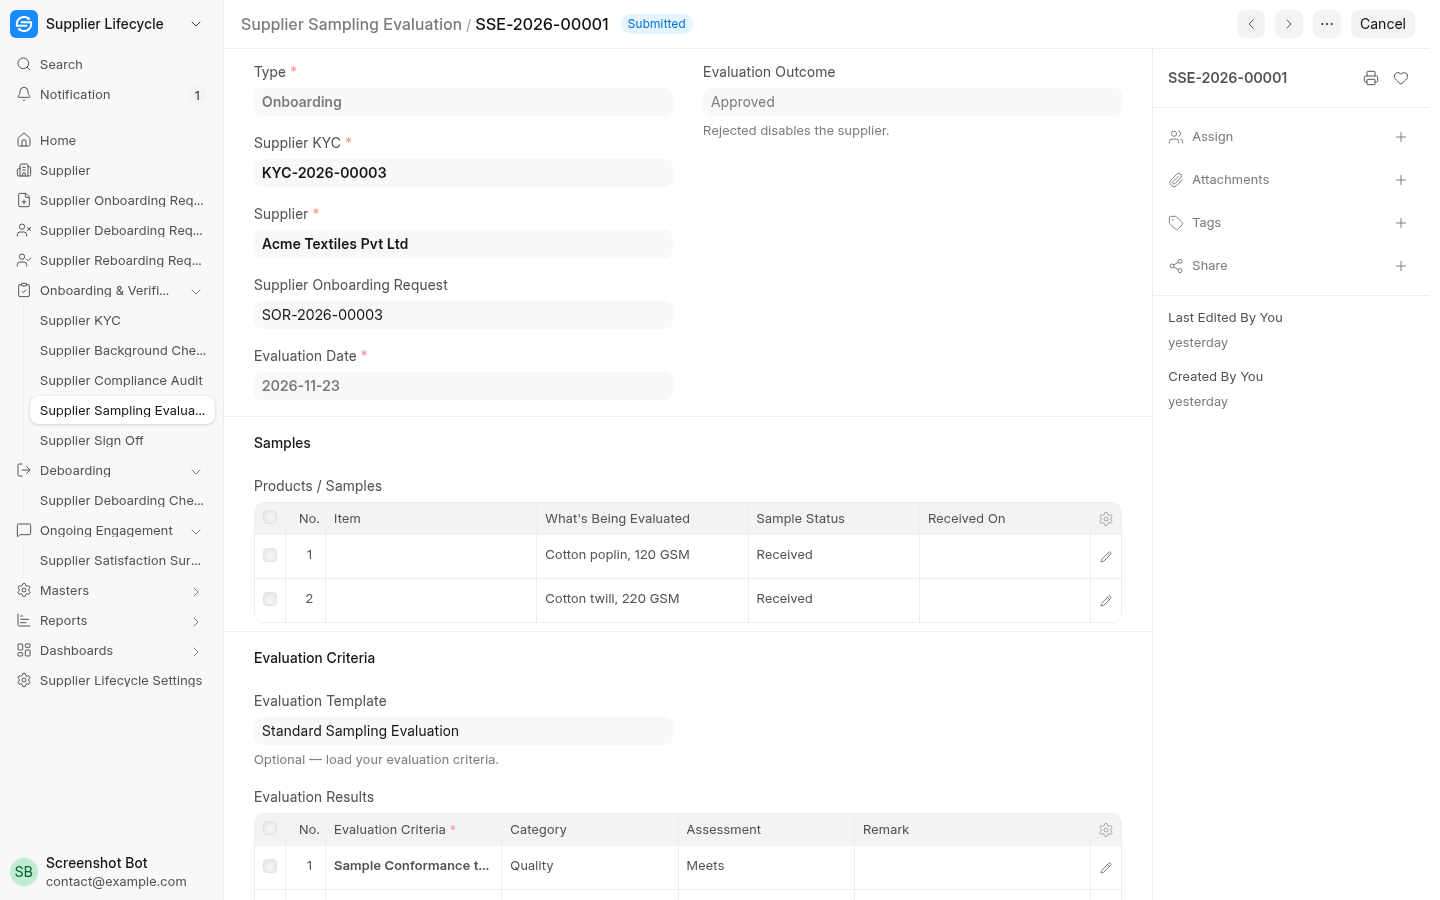 Supplier Lifecycle
Search
Notification 1
Home
Supplier
Supplier Onboarding Req...
Supplier Deboarding Req...
Supplier Reboarding Req...
Onboarding & Verifi...
Supplier KYC
Supplier Background Che...
Supplier Compliance Audit
Supplier Sampling Evalua...
Supplier Sign Off
Deboarding
Supplier Deboarding Che...
Ongoing Engagement
Supplier Satisfaction Sur...
Masters
Reports
Dashboards
Supplier Lifecycle Settings
SB
Screenshot Bot
contact@example.com
Supplier Sampling Evaluation / SSE-2026-00001 Submitted
Cancel
Type *
Onboarding
Supplier KYC *
KYC-2026-00003
Supplier *
Acme Textiles Pvt Ltd
Supplier Onboarding Request
SOR-2026-00003
Evaluation Date *
2026-11-23
Evaluation Outcome
Approved
Rejected disables the supplier.
Samples
Products / Samples
No. Item What's Being Evaluated Sample Status Received On
1 Cotton poplin, 120 GSM Received
2 Cotton twill, 220 GSM Received
Evaluation Criteria
Evaluation Template
Standard Sampling Evaluation
Optional — load your evaluation criteria.
Evaluation Results
No. Evaluation Criteria * Category Assessment Remark
1 Sample Conformance t... Quality Meets
SSE-2026-00001
Assign
Attachments
Tags
Share
Last Edited By You
yesterday
Created By You
yesterday